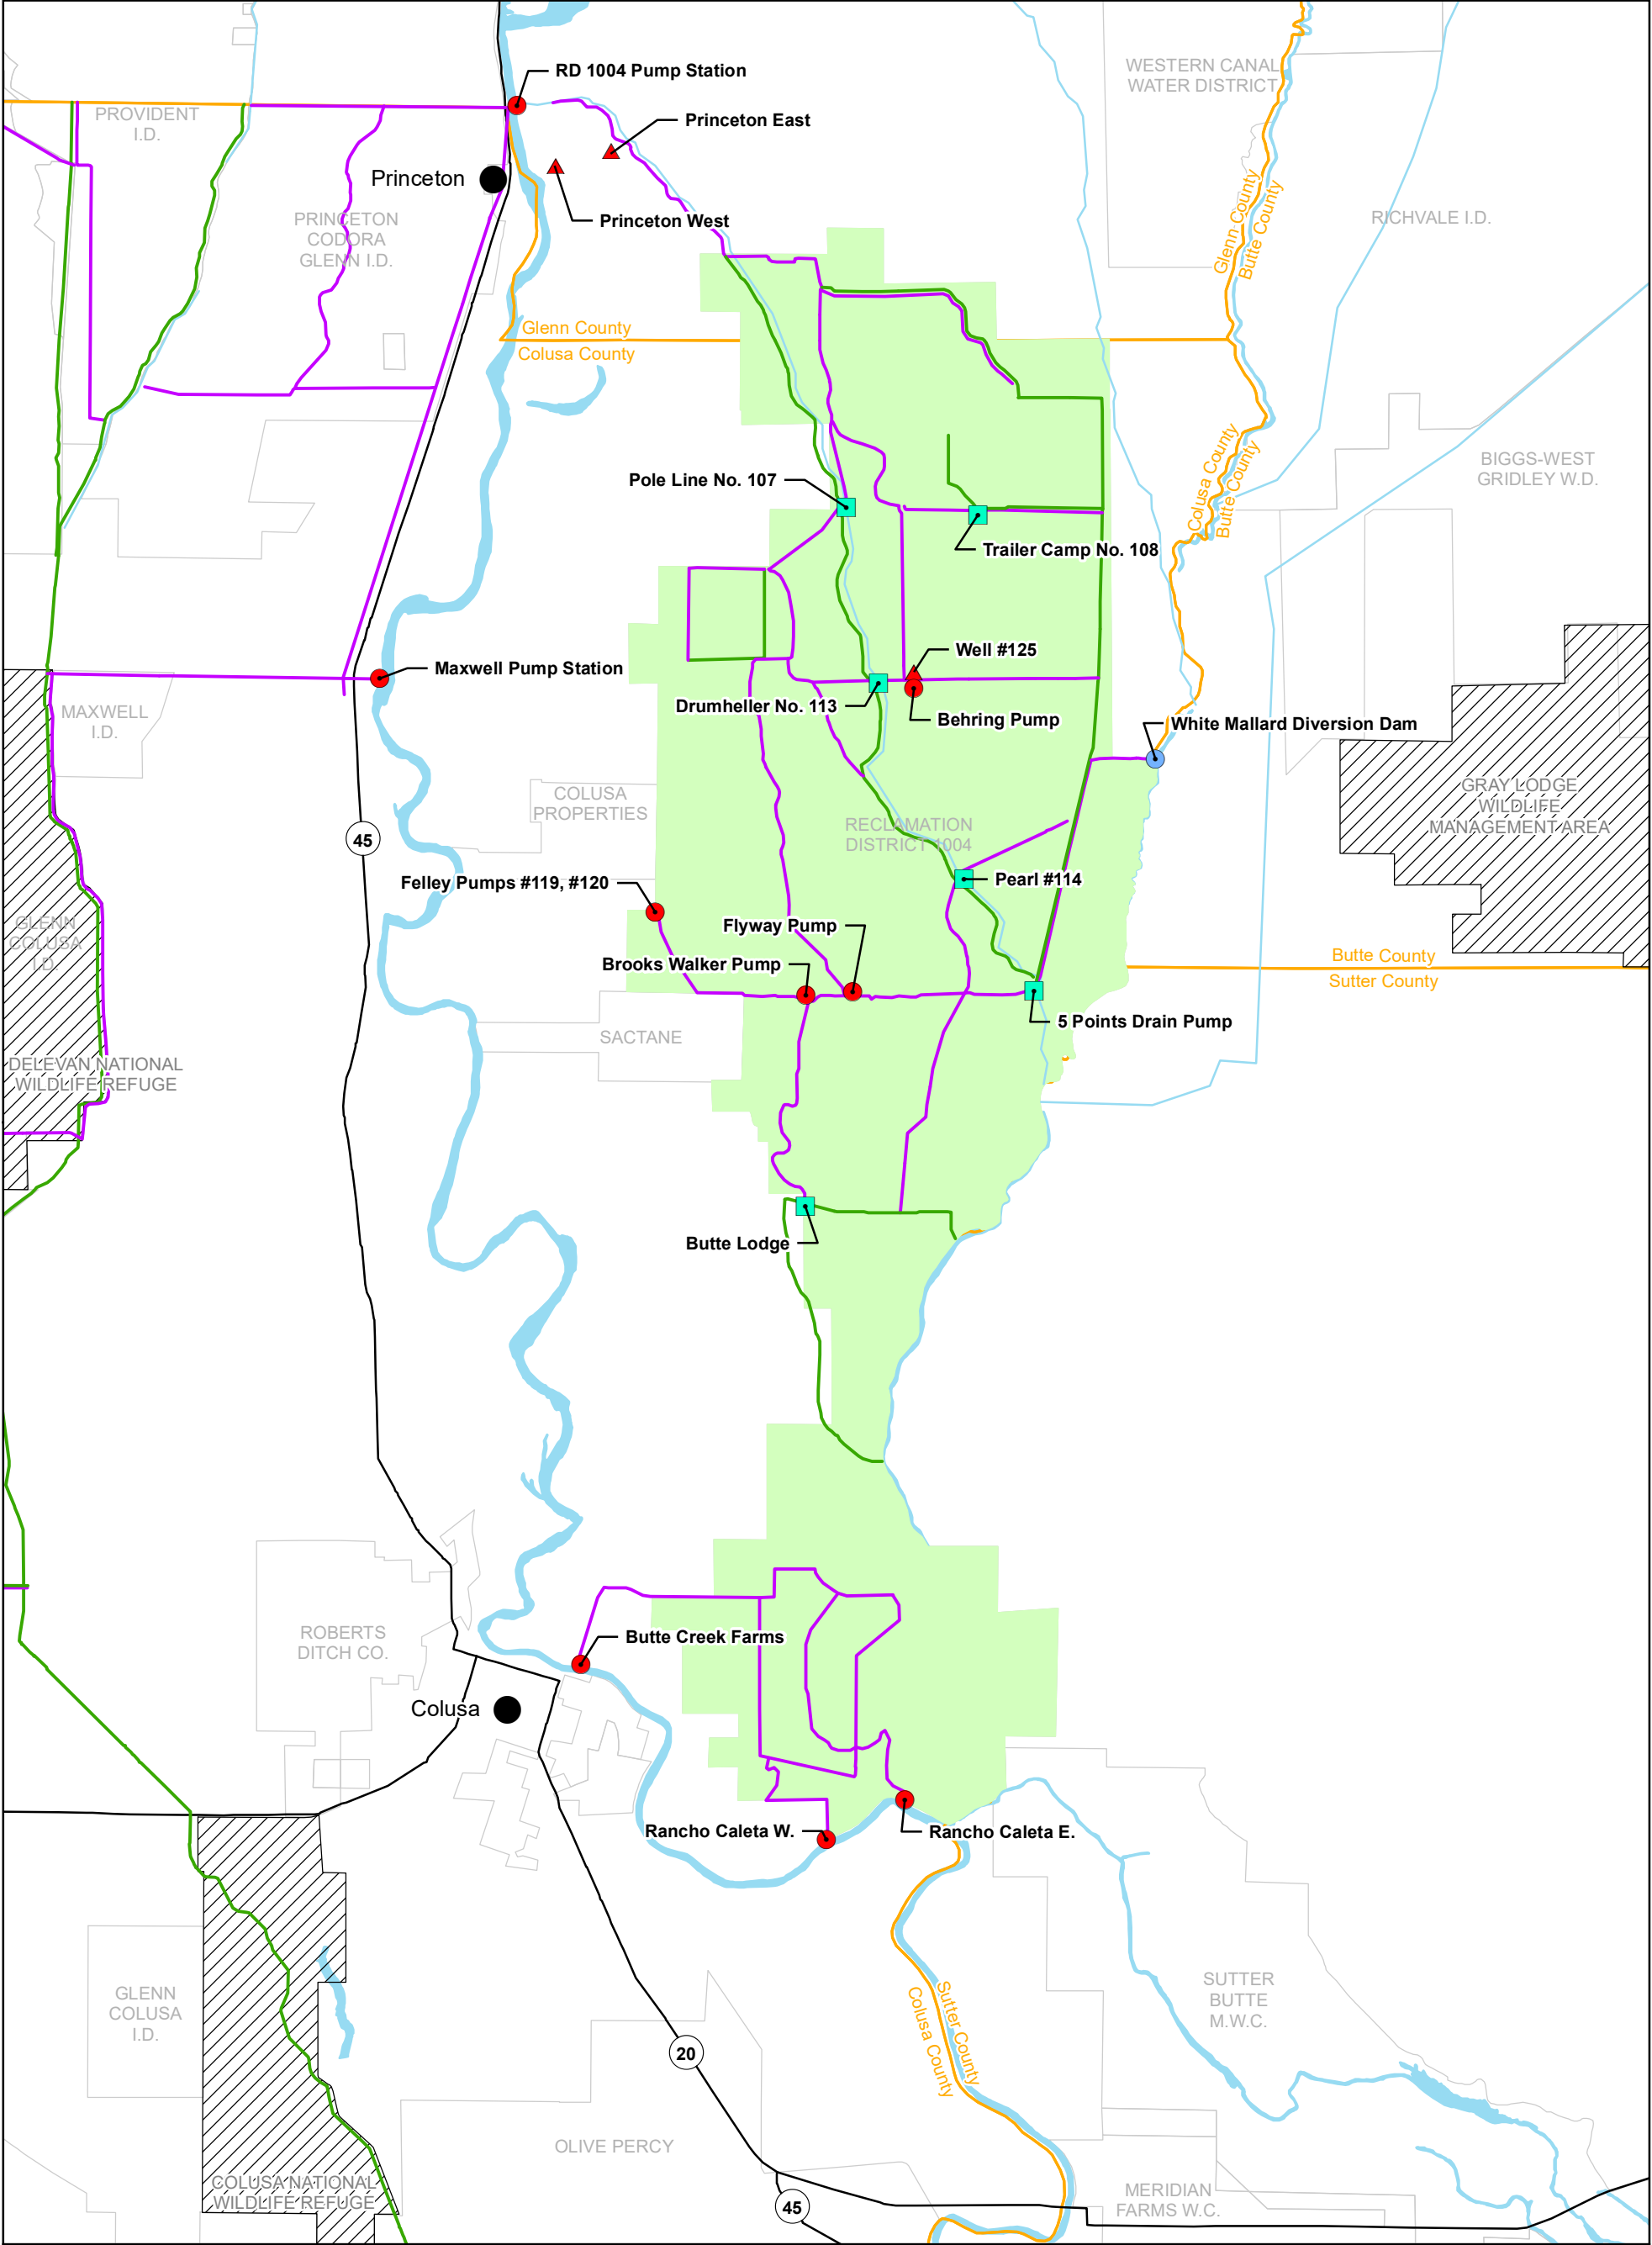 RD 1004 Pump Station
WESTERN CANAL
WATER DISTRICT
PROVIDENT
I.D.
Princeton East
Princeton
Princeton West
PRINCETON
CODORA
GLENN I.D.
RICHVALE I.D.
Glenn County
Butte County
Glenn County
Colusa County
Colusa County
Butte County
BIGGS-WEST
GRIDLEY W.D.
Pole Line No. 107
Trailer Camp No. 108
Well #125
Maxwell Pump Station
Drumheller No. 113
Behring Pump
MAXWELL
I.D.
White Mallard Diversion Dam
COLUSA
PROPERTIES
GRAY LODGE
WILDLIFE
MANAGEMENT AREA
45
RECLAMATION
DISTRICT 1004
Felley Pumps #119, #120
Pearl #114
GLENN
COLUSA
I.D.
Flyway Pump
Brooks Walker Pump
Butte County
Sutter County
5 Points Drain Pump
SACTANE
DELEVAN NATIONAL
WILDLIFE REFUGE
Butte Lodge
ROBERTS
DITCH CO.
Butte Creek Farms
Colusa
Rancho Caleta W.
Rancho Caleta E.
GLENN
COLUSA
I.D.
Sutter County
Colusa County
SUTTER
BUTTE
M.W.C.
20
OLIVE PERCY
COLUSA NATIONAL
WILDLIFE REFUGE
45
MERIDIAN
FARMS W.C.